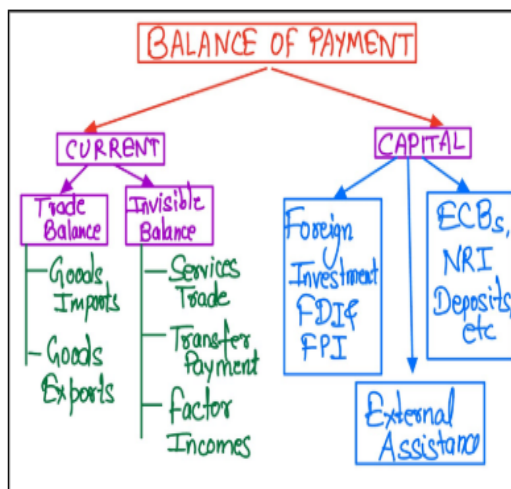 BALANCE OF PAYMENT
CURRENT
CAPITAL
Trade
Balance
Goods
Imports
Goods
Exports
Invisible
Balance
Services
Trade
Transfer
Payment
Factor
Incomes
Foreign
Investment
FDI &
FPI
External
Assistance
ECBs,
NRI
Deposits,
etc